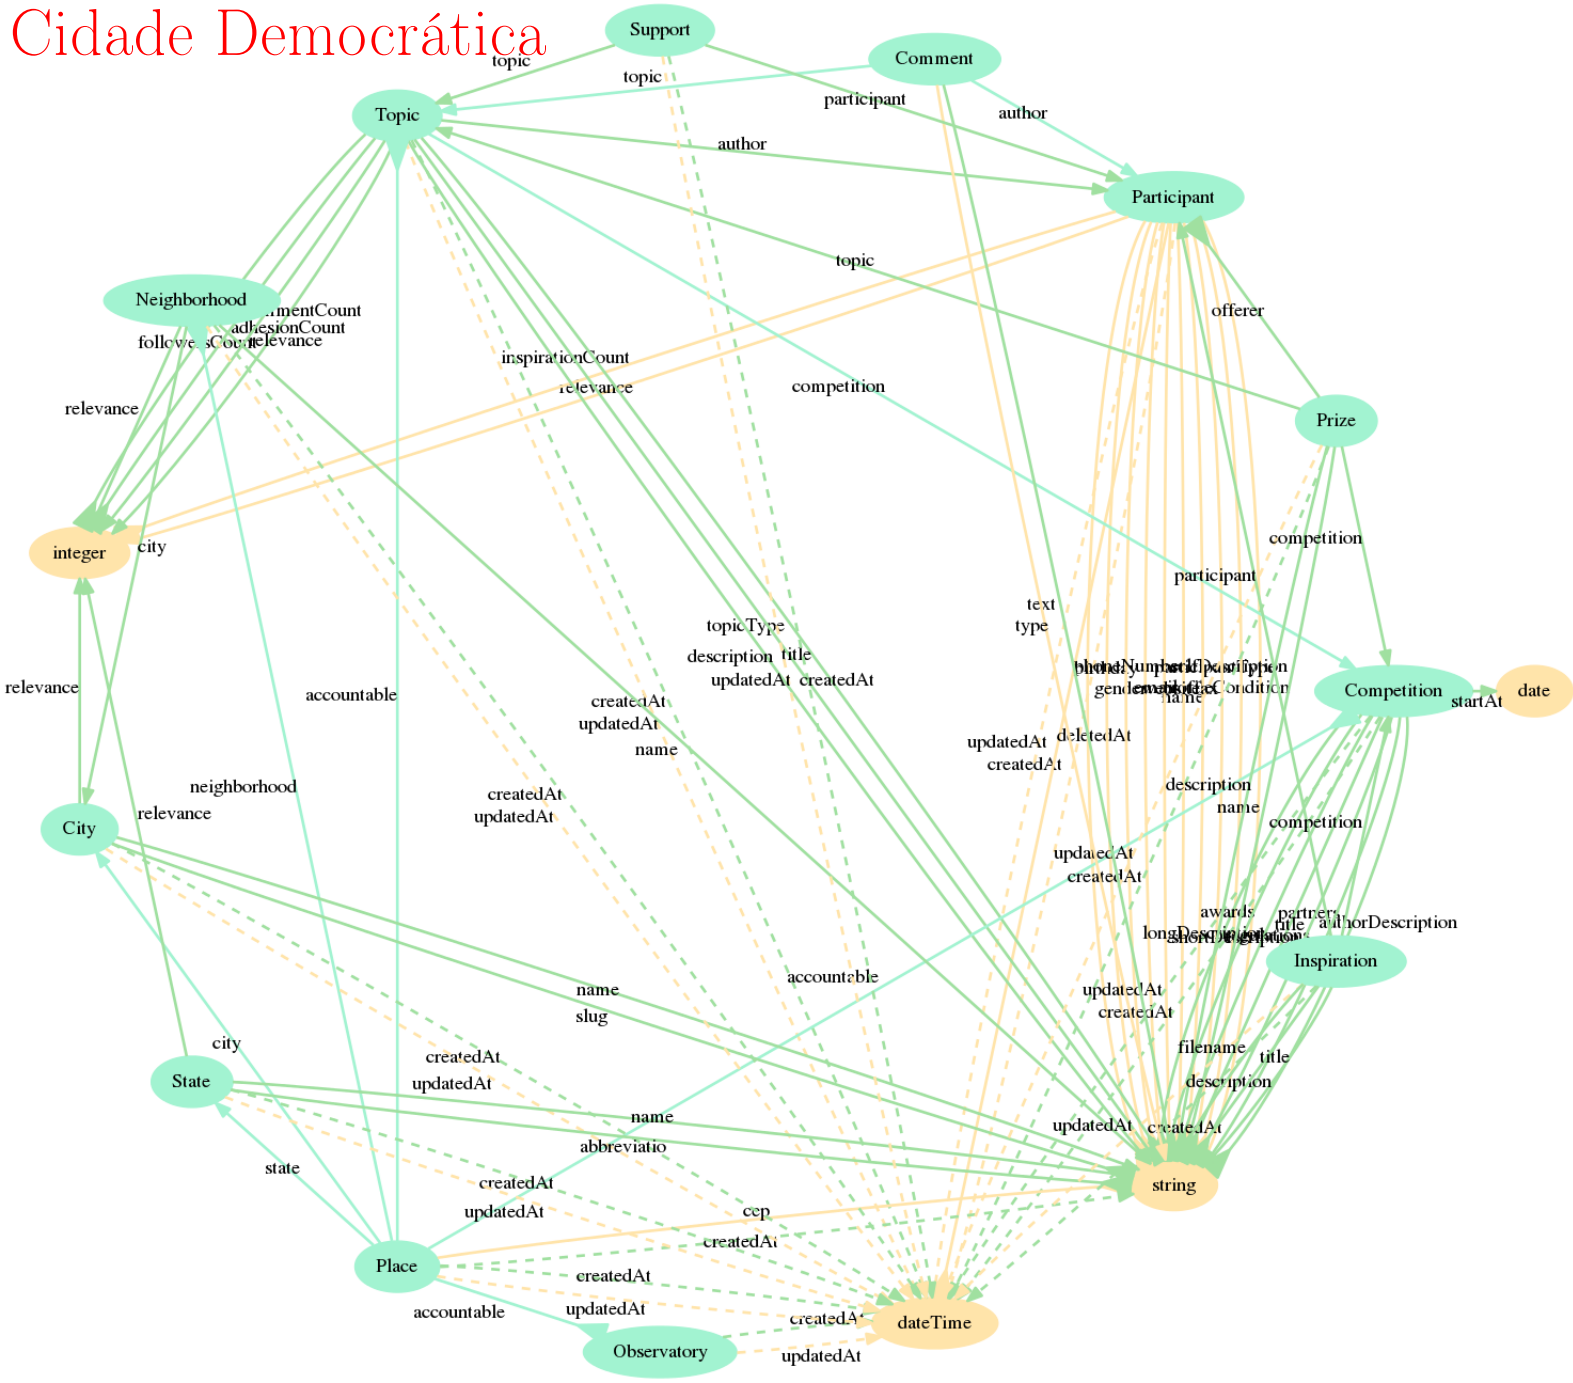 Cidade Democrática
Support
Comment
topic
topic
participant
author
Topic
author
Participant
topic
Neighborhood
offerer
adhesionCount
followersCount
relevance
inspirationCount
relevance
competition
relevance
Prize
competition
integer
city
participant
text
type
topicType
description
title
updatedAt
createdAt
relevance
accountable
name
gender
Competition
date
startAt
createdAt
updatedAt
name
deletedAt
updatedAt
createdAt
description
name
neighborhood
createdAt
updatedAt
relevance
competition
City
updatedAt
createdAt
awards
title
authorDescription
Inspiration
accountable
name
slug
updatedAt
createdAt
city
createdAt
updatedAt
filename
title
description
State
name
abbreviatio
updatedAt
createdAt
state
createdAt
updatedAt
string
cep
createdAt
Place
createdAt
accountable
updatedAt
createdAt
dateTime
Observatory
updatedAt